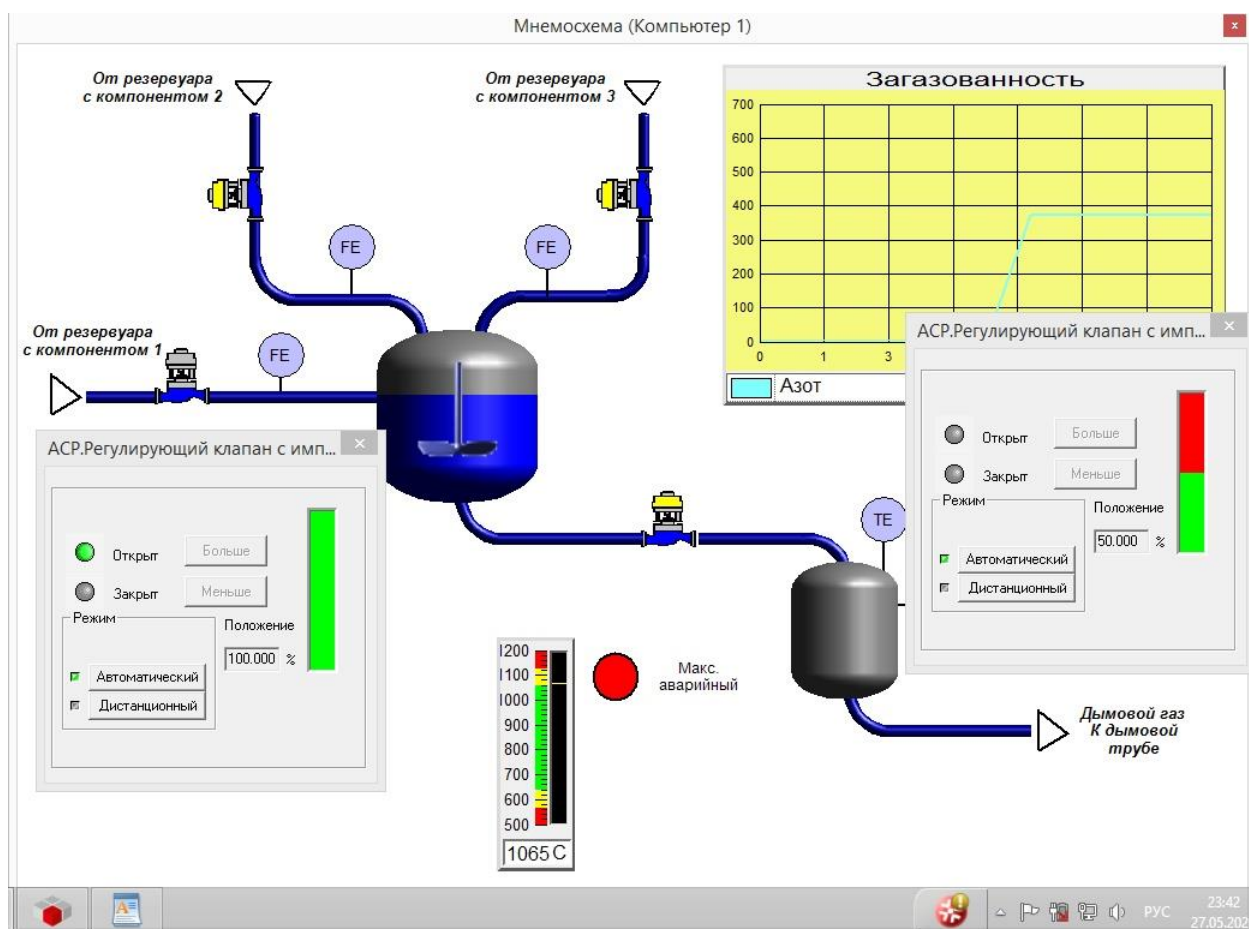 Мнемосхема (Компьютер 1)
x
От резервуара
с компонентом 2
От резервуара
с компонентом 3
Загазованность
700
600
500
400
300
200
100
0
0
1
3
Азот
FE
FE
От резервуара
с компонентом 1
FE
АСР.Регулирующий клапан с имп...
Открыт
Больше
Закрыт
Меньше
Режим
Положение
100.000 %
Автоматический
Дистанционный
АСР.Регулирующий клапан с имп...
Открыт
Больше
Закрыт
Меньше
Режим
Положение
50.000 %
Автоматический
Дистанционный
TE
1200
1100
1000
900
800
700
600
500
1065 C
Макс.
аварийный
Дымовой газ
К дымовой
трубе
РУС
23:42
27.05.202